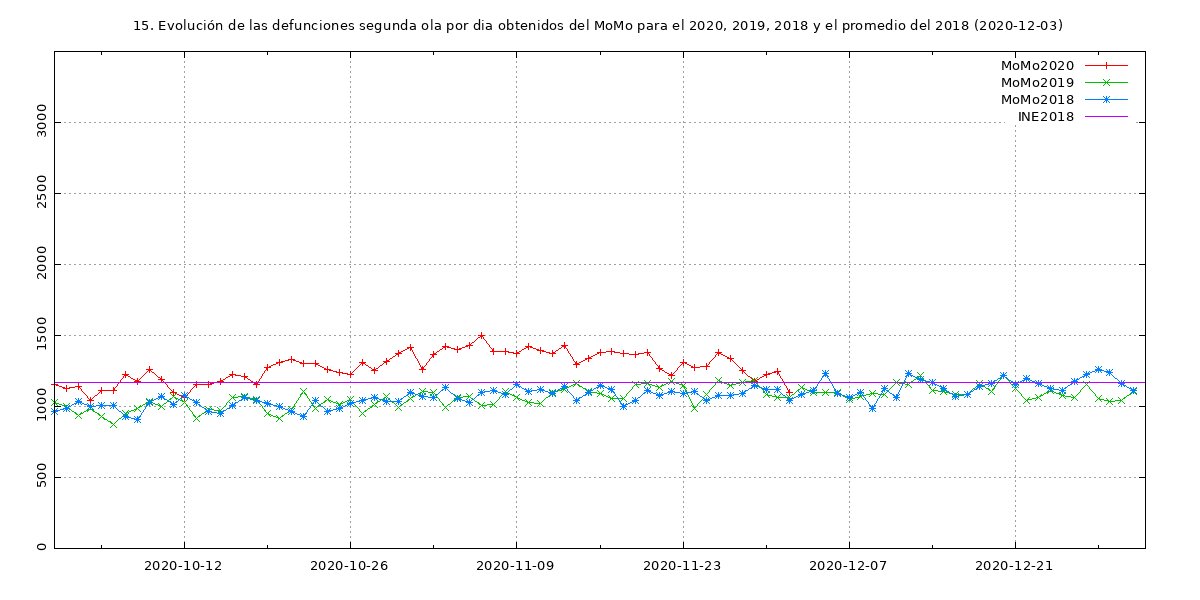 15. Evolución de las defunciones segunda ola por dia obtenidos del MoMo para el 2020, 2019, 2018 y el promedio del 2018 (2020-12-03)
MoMo2020
MoMo2019
MoMo2018
INE2018
3000
2500
2000
1500
1000
500
0
2020-10-12 2020-10-26 2020-11-09 2020-11-23 2020-12-07 2020-12-21